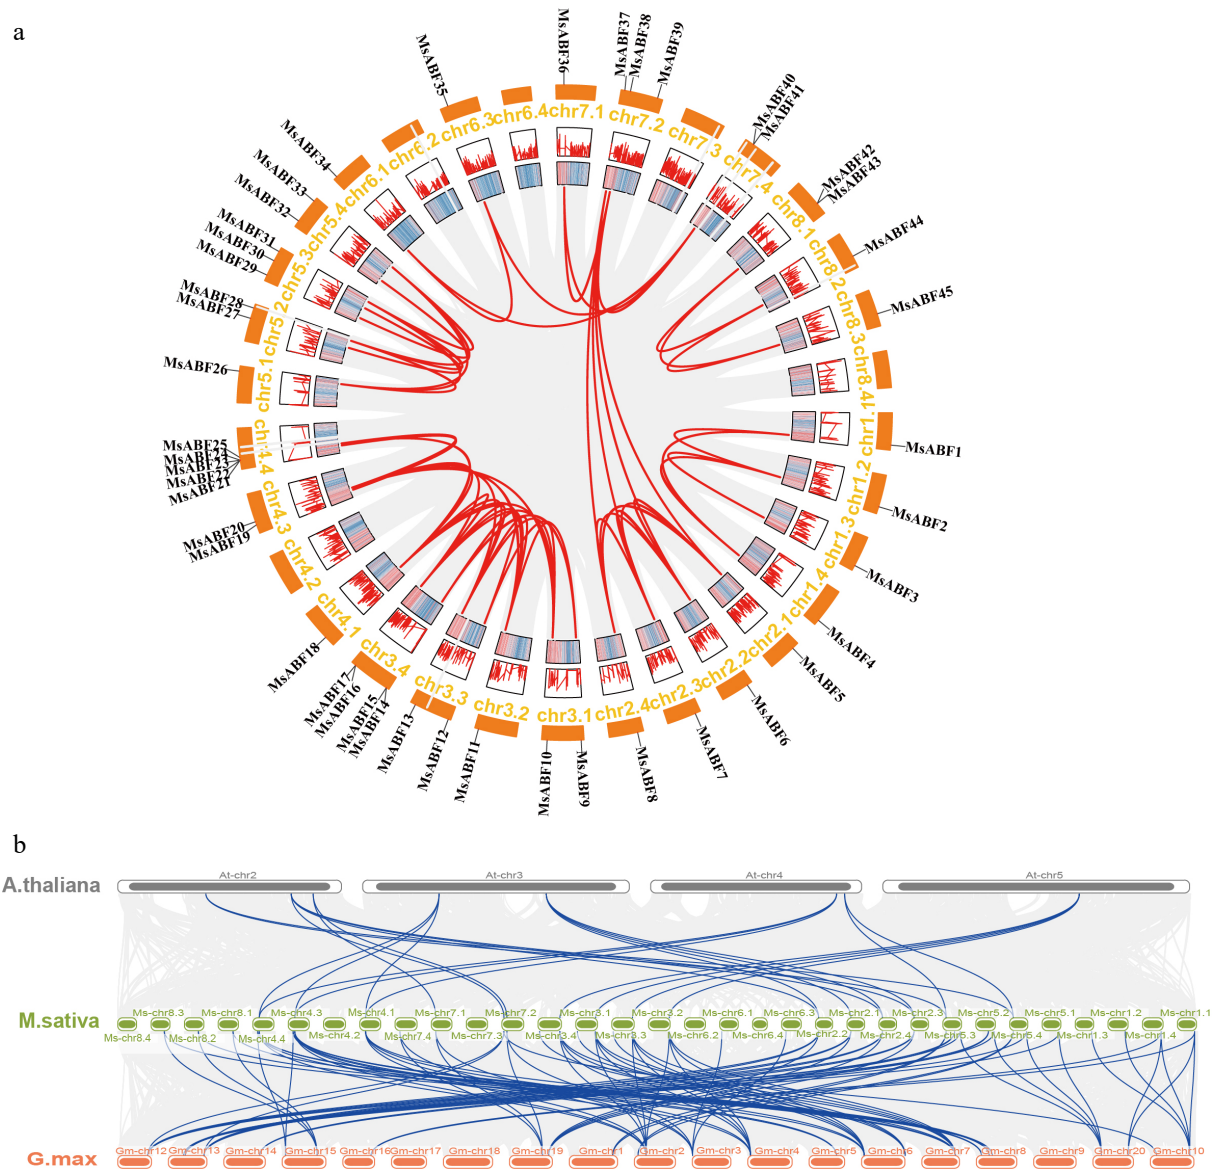 a
MsABF36
MsABF37
MsABF38
MsABF39
MsABF40
MsABF41
MsABF42
MsABF43
MsABF44
MsABF45
MsABF1
MsABF2
MsABF3
MsABF4
MsABF5
MsABF6
MsABF7
MsABF8
MsABF9
MsABF10
MsABF11
MsABF12
MsABF13
MsABF14
MsABF15
MsABF16
MsABF17
MsABF18
MsABF19
MsABF20
MsABF21
MsABF22
MsABF23
MsABF24
MsABF25
MsABF26
MsABF27
MsABF28
MsABF29
MsABF30
MsABF31
MsABF32
MsABF33
MsABF34
MsABF35
chr7.1
chr7.2
chr7.3
chr7.4
chr8.1
chr8.2
chr8.3
chr8.4
chr1.2
chr1.3
chr1.4
chr2.1
chr2.2
chr2.3
chr2.4
chr3.1
chr3.2
chr3.3
chr3.4
chr4.1
chr4.2
chr4.3
chr5.1
chr5.2
chr5.3
chr5.4
chr6.1
chr6.2
chr6.3
chr6.4
b
A.thaliana
At-chr2
At-chr3
At-chr4
At-chr5
M.sativa
Ms-chr8.3 Ms-chr8.1 Ms-chr4.3 Ms-chr4.1 Ms-chr7.1 Ms-chr7.2 Ms-chr3.1 Ms-chr3.2 Ms-chr6.1 Ms-chr6.3 Ms-chr2.1 Ms-chr2.3 Ms-chr5.2 Ms-chr5.1 Ms-chr1.2 Ms-chr1.1
Ms-chr8.4 Ms-chr8.2 Ms-chr4.4 Ms-chr4.2 Ms-chr7.4 Ms-chr7.3 Ms-chr3.4 Ms-chr3.3 Ms-chr6.2 Ms-chr6.4 Ms-chr2.2 Ms-chr2.4 Ms-chr5.3 Ms-chr5.4 Ms-chr1.3 Ms-chr1.4
G.max
Gm-chr12 Gm-chr13 Gm-chr14 Gm-chr15 Gm-chr16 Gm-chr17 Gm-chr18 Gm-chr19 Gm-chr1 Gm-chr2 Gm-chr3 Gm-chr4 Gm-chr5 Gm-chr6 Gm-chr7 Gm-chr8 Gm-chr9 Gm-chr20 Gm-chr10